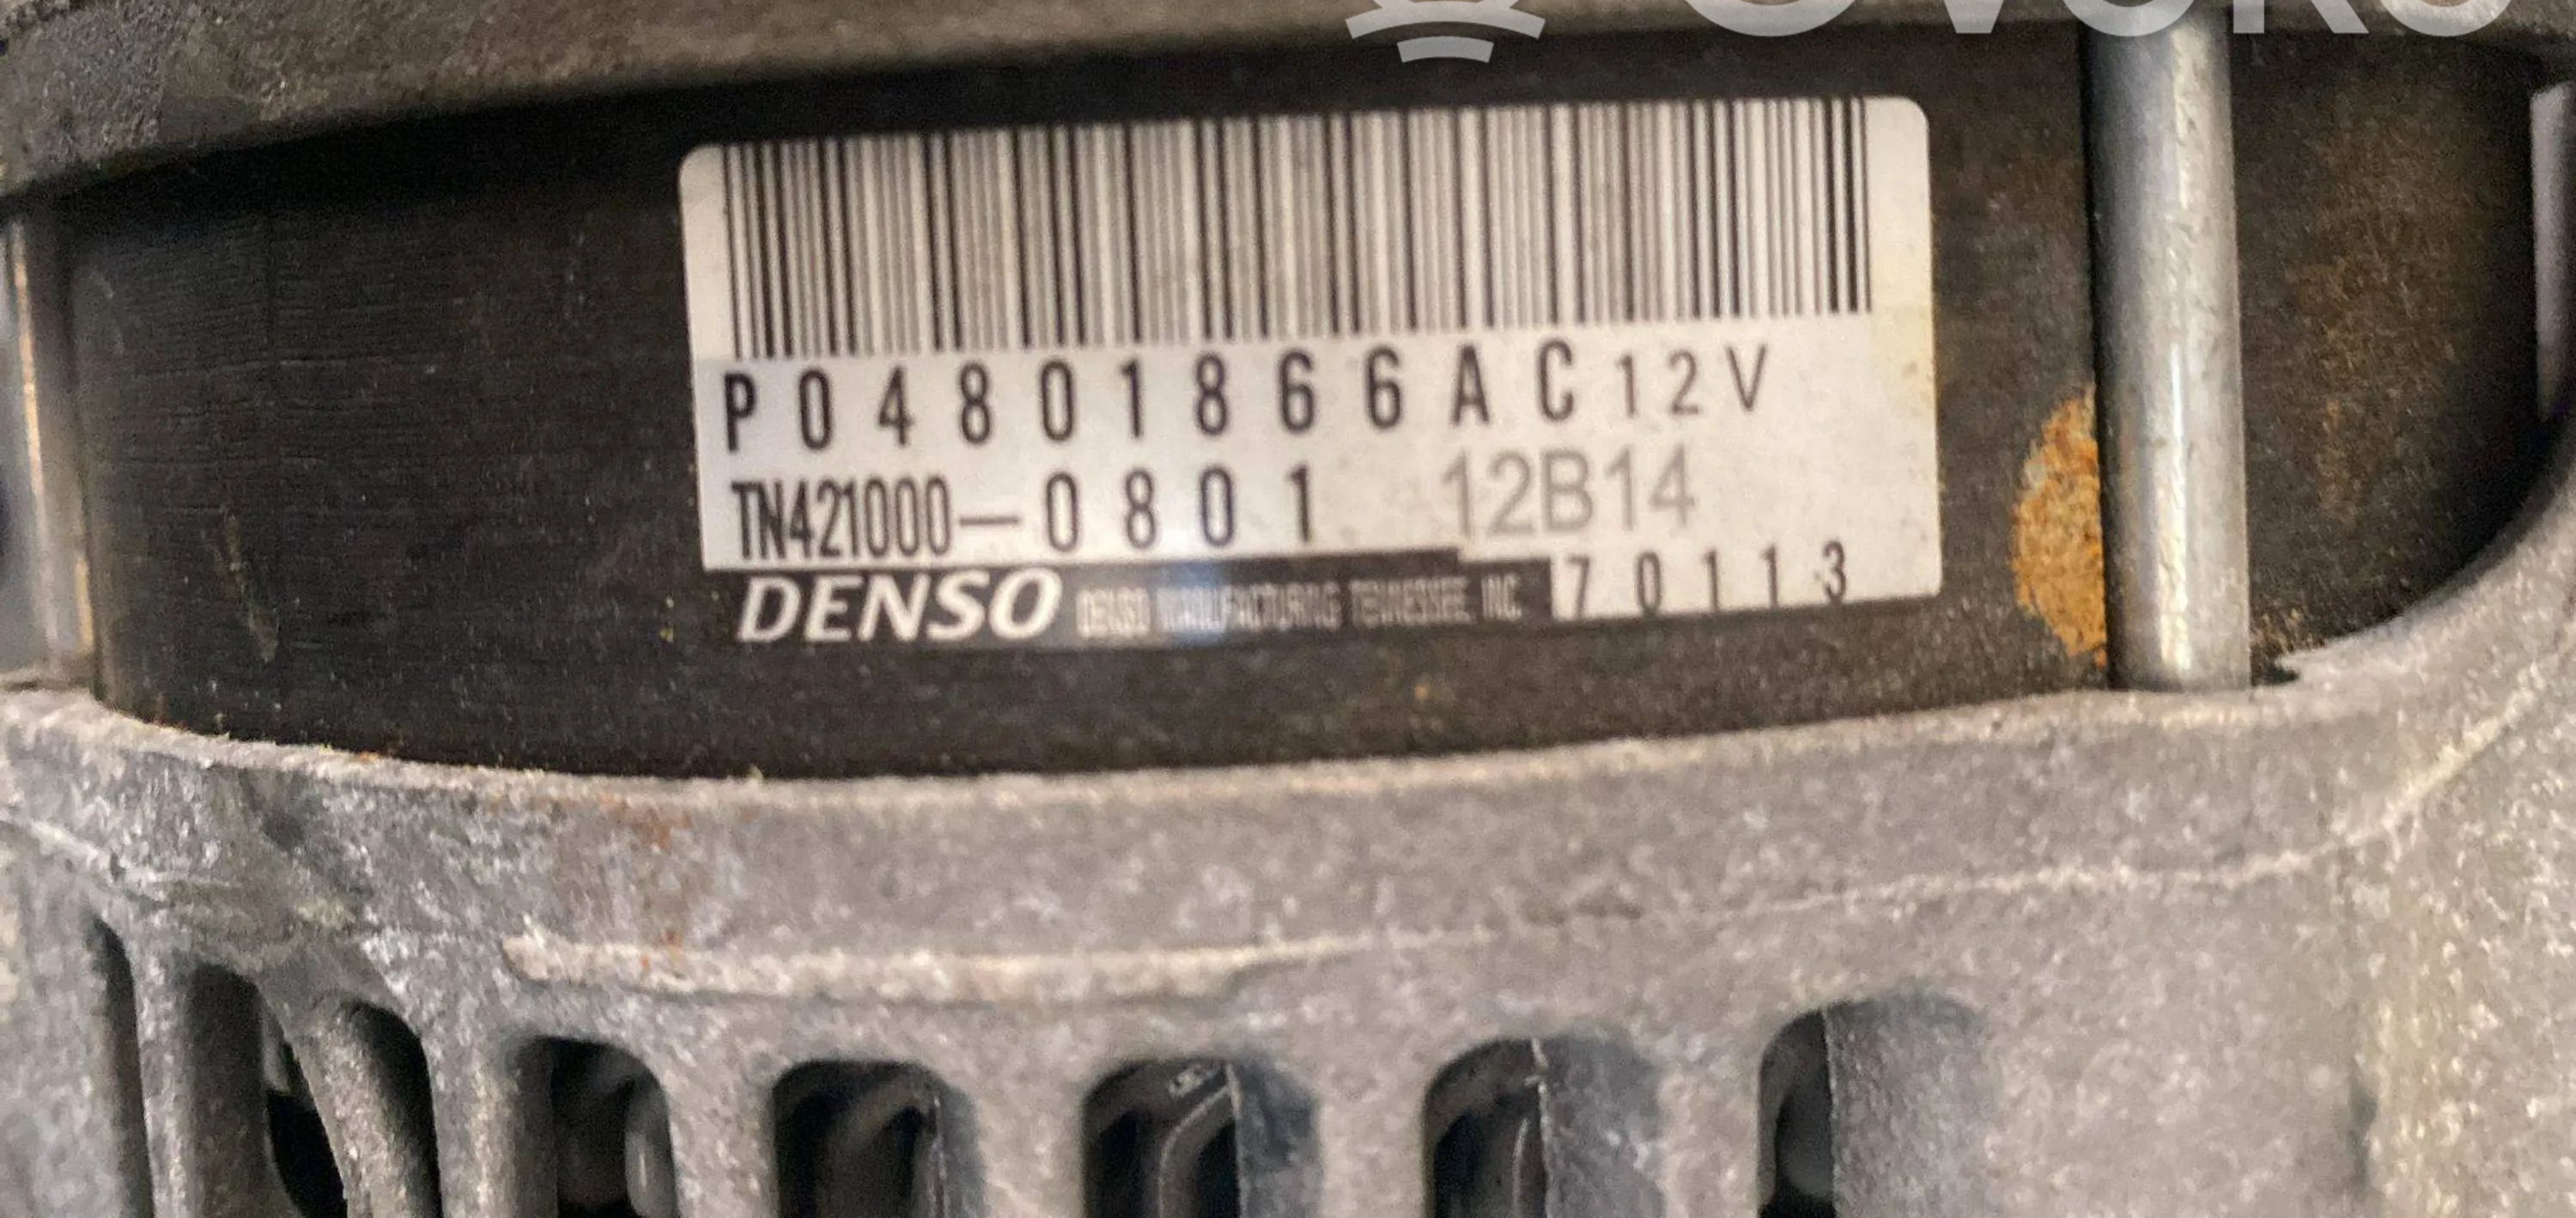 P04801866AC 12V
TN421000-0801 12B14
DENSO DENSO MANUFACTURING TENNESSEE, INC. 70113